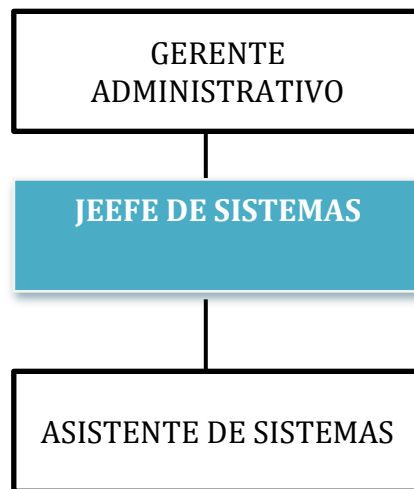 GERENTE
ADMINISTRATIVO
JEEFE DE SISTEMAS
ASISTENTE DE SISTEMAS